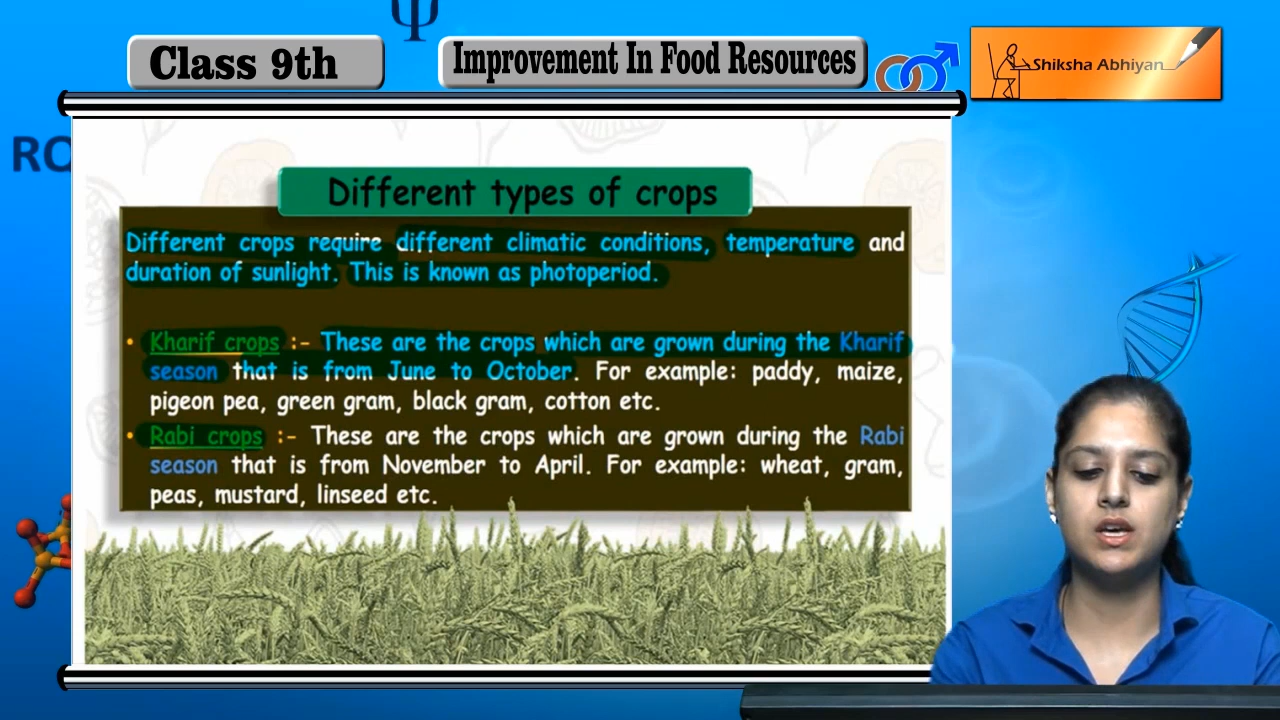 Ψ
Class 9th
Improvement In Food Resources
Shiksha Abhiyan
RO
Different types of crops
Different crops require different climatic conditions, temperature and
duration of sunlight. This is known as photoperiod.
• Kharif crops :- These are the crops which are grown during the Kharif
season that is from June to October. For example: paddy, maize,
pigeon pea, green gram, black gram, cotton etc.
• Rabi crops :- These are the crops which are grown during the Rabi
season that is from November to April. For example: wheat, gram,
peas, mustard, linseed etc.